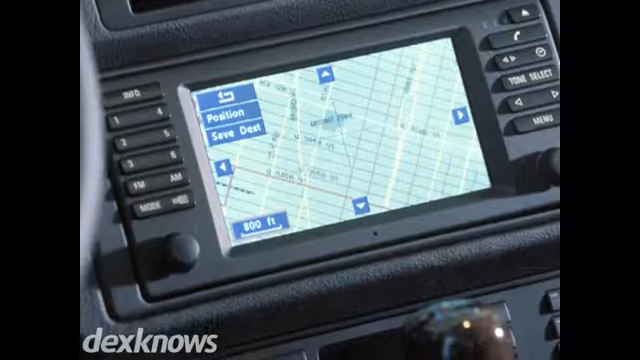 INFO
1 4
2 5
3 6
FM AM
MODE
Position
Save Dest
800 ft
TONE SELECT
MENU
dexknows